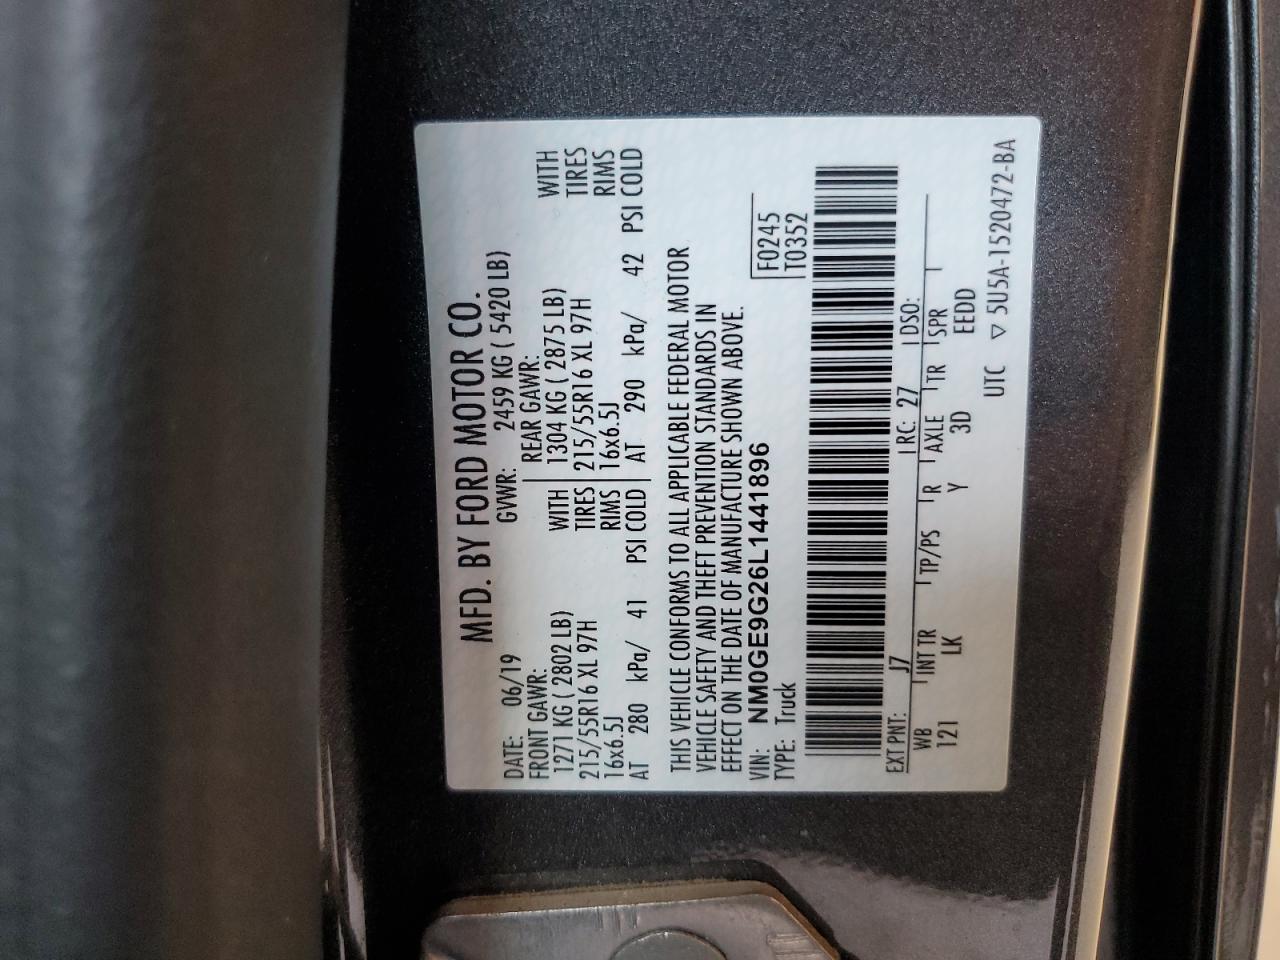 MFD. BY FORD MOTOR CO.
DATE: 06/19 GVWR: 2459 KG ( 5420 LB)
FRONT GAWR: REAR GAWR:
1271 KG ( 2802 LB) WITH 1304 KG ( 2875 LB) WITH
215/55R16 XL 97H TIRES 215/55R16 XL 97H TIRES
16x6.5J RIMS 16x6.5J RIMS
AT 280 kPa/ 41 PSI COLD AT 290 kPa/ 42 PSI COLD
THIS VEHICLE CONFORMS TO ALL APPLICABLE FEDERAL MOTOR
VEHICLE SAFETY AND THEFT PREVENTION STANDARDS IN
EFFECT ON THE DATE OF MANUFACTURE SHOWN ABOVE.
VIN: NM0GE9G26L1441896 F0245
TYPE: Truck T0352
EXT PNT: J7 RC: 27 DSO:
WB INT TR TP/PS R AXLE TR SPR
121 LK Y 3D EEDD
UTC ▽ 5U5A-1520472-BA